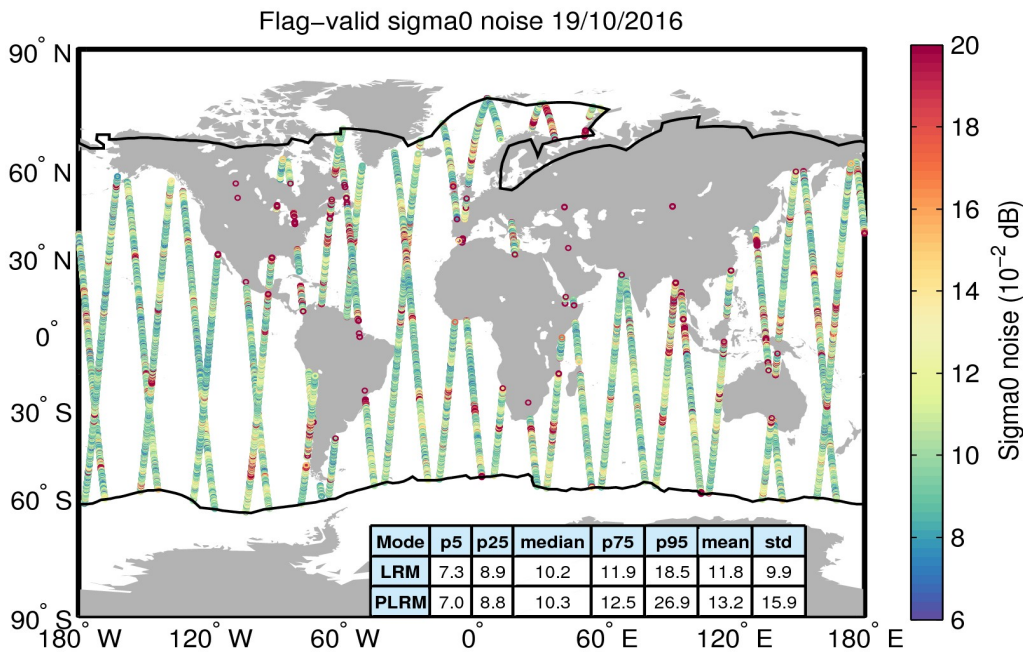 Flag−valid sigma0 noise 19/10/2016
90° N
60° N
30° N
0°
30° S
60° S
90° S
180° W
120° W
60° W
0°
60° E
120° E
180° E
Mode p5 p25 median p75 p95 mean std
LRM 7.3 8.9 10.2 11.9 18.5 11.8 9.9
PLRM 7.0 8.8 10.3 12.5 26.9 13.2 15.9
20
18
16
14
12
10
8
6
Sigma0 noise (10⁻² dB)